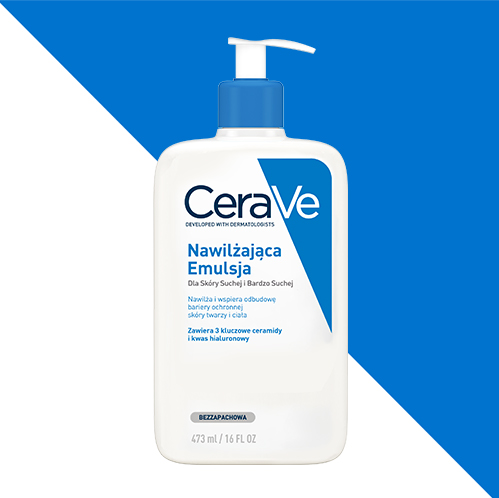 CeraVe
DEVELOPED WITH DERMATOLOGISTS
Nawilżająca
Emulsja
Dla Skóry Suchej i Bardzo Suchej
Nawilża i wspiera odbudowę
bariery ochronnej
skóry twarzy i ciała
Zawiera 3 kluczowe ceramidy
i kwas hialuronowy
BEZZAPACHOWA
473 ml / 16 FL OZ